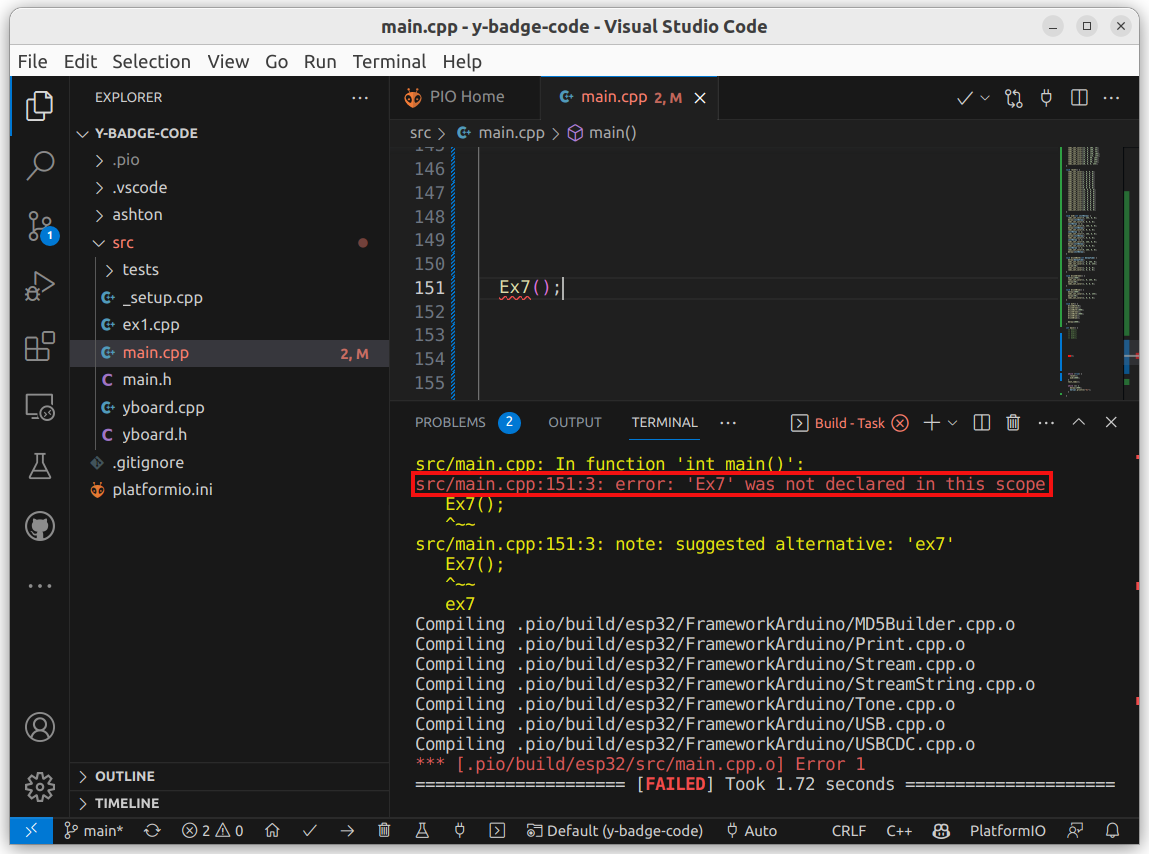 main.cpp - y-badge-code - Visual Studio Code
File Edit Selection View Go Run Terminal Help
EXPLORER
Y-BADGE-CODE
.pio
.vscode
ashton
src
tests
_setup.cpp
ex1.cpp
main.cpp 2, M
main.h
yboard.cpp
yboard.h
.gitignore
platformio.ini
OUTLINE
TIMELINE
1
PIO Home main.cpp 2, M
src > main.cpp > main()
145
146
147
148
149
150
151 Ex7();
152
153
154
155
PROBLEMS 2 OUTPUT TERMINAL Build - Task
src/main.cpp: In function 'int main()':
src/main.cpp:151:3: error: 'Ex7' was not declared in this scope
Ex7();
^~~
src/main.cpp:151:3: note: suggested alternative: 'ex7'
Ex7();
^~~
ex7
Compiling .pio/build/esp32/FrameworkArduino/MD5Builder.cpp.o
Compiling .pio/build/esp32/FrameworkArduino/Print.cpp.o
Compiling .pio/build/esp32/FrameworkArduino/Stream.cpp.o
Compiling .pio/build/esp32/FrameworkArduino/StreamString.cpp.o
Compiling .pio/build/esp32/FrameworkArduino/Tone.cpp.o
Compiling .pio/build/esp32/FrameworkArduino/USB.cpp.o
Compiling .pio/build/esp32/FrameworkArduino/USBCDC.cpp.o
*** [.pio/build/esp32/src/main.cpp.o] Error 1
===================== [FAILED] Took 1.72 seconds =====================
main* 2 0 Default (y-badge-code) Auto CRLF C++ PlatformIO